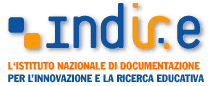 indire
L'ISTITUTO NAZIONALE DI DOCUMENTAZIONE
PER L'INNOVAZIONE E LA RICERCA EDUCATIVA